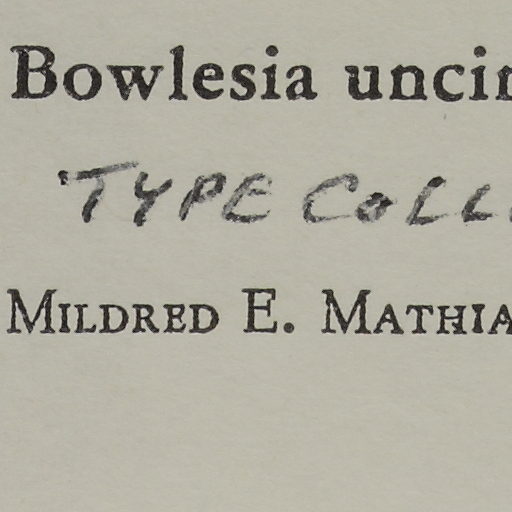 Bowlesia uncin
TYPE COLL
MILDRED E. MATHIA